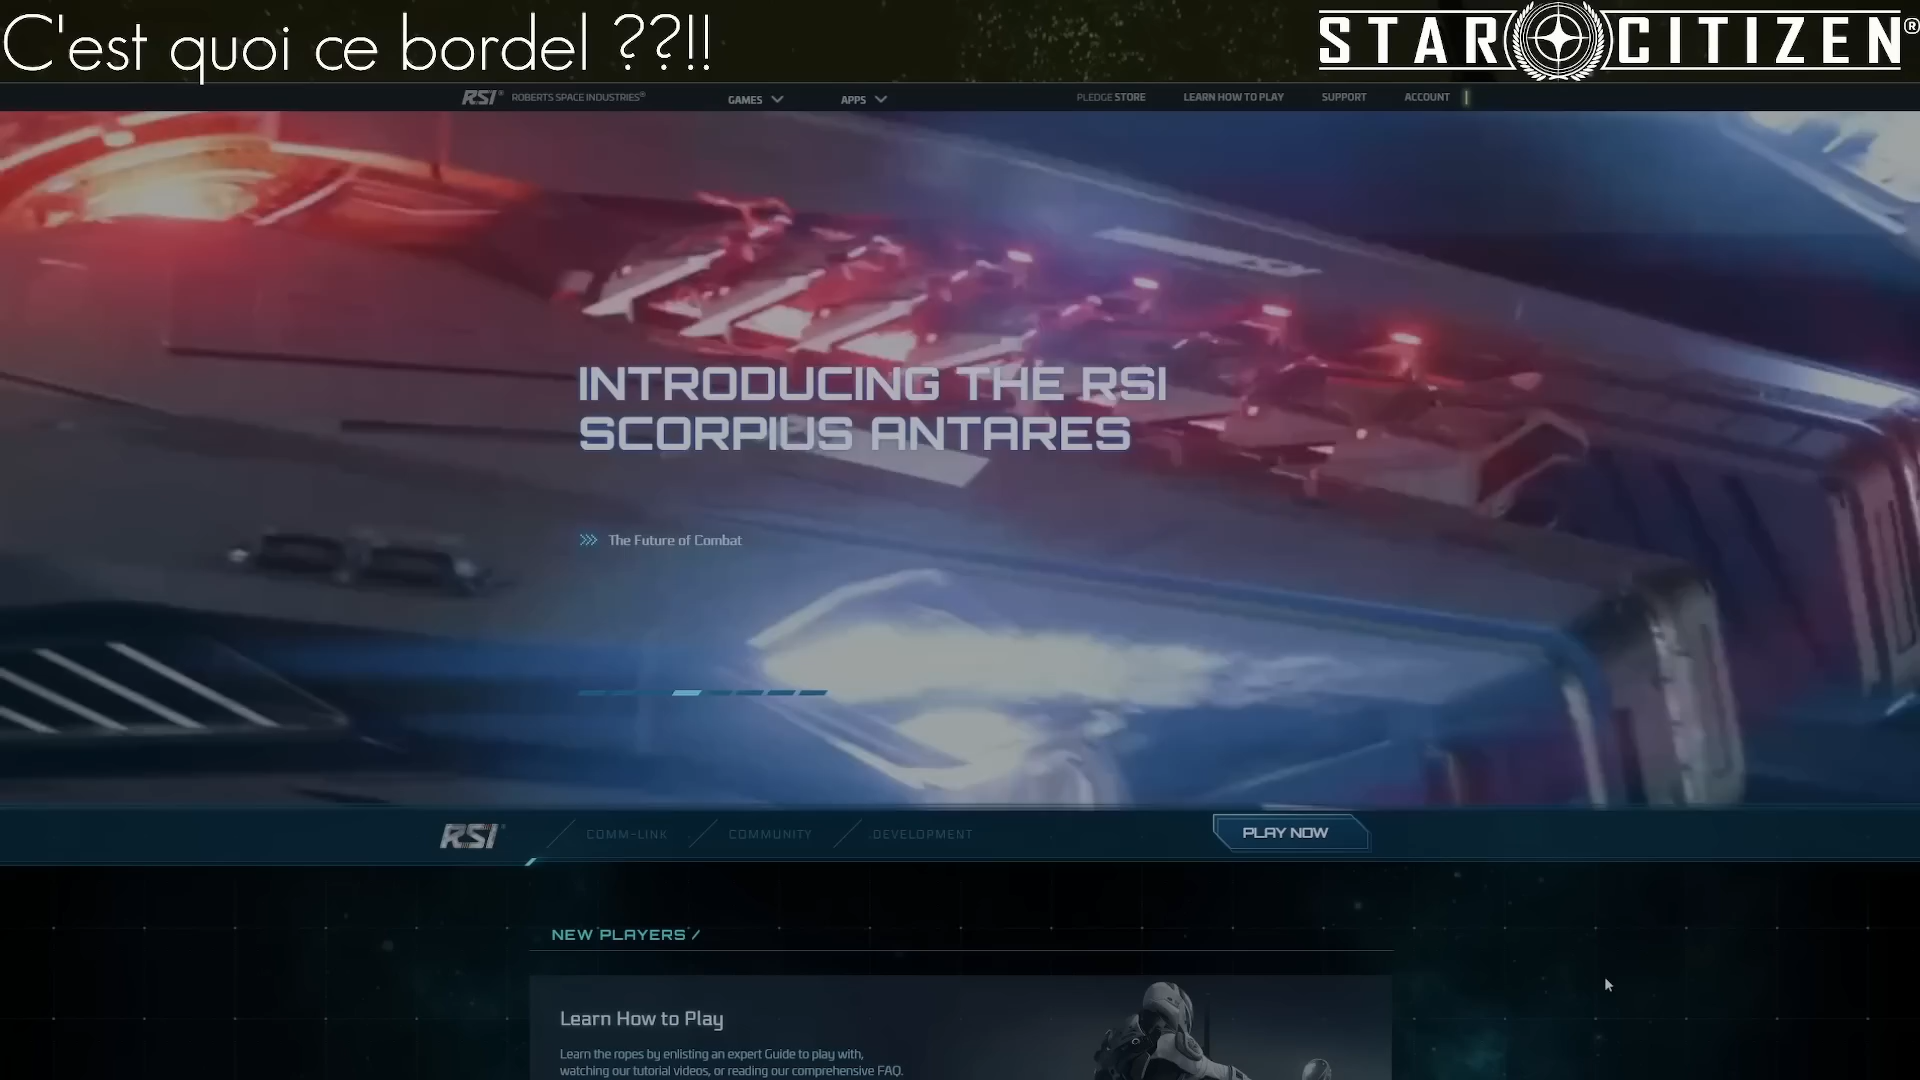 C'est quoi ce bordel ??!!
STAR CITIZEN®
RSI® ROBERTS SPACE INDUSTRIES® GAMES APPS PLEDGE STORE LEARN HOW TO PLAY SUPPORT ACCOUNT
INTRODUCING THE RSI
SCORPIUS ANTARES
The Future of Combat
RSI® COMM-LINK COMMUNITY DEVELOPMENT PLAY NOW
NEW PLAYERS /
Learn How to Play
Learn the ropes by enlisting an expert Guide to play with,
watching our tutorial videos, or reading our comprehensive FAQ.